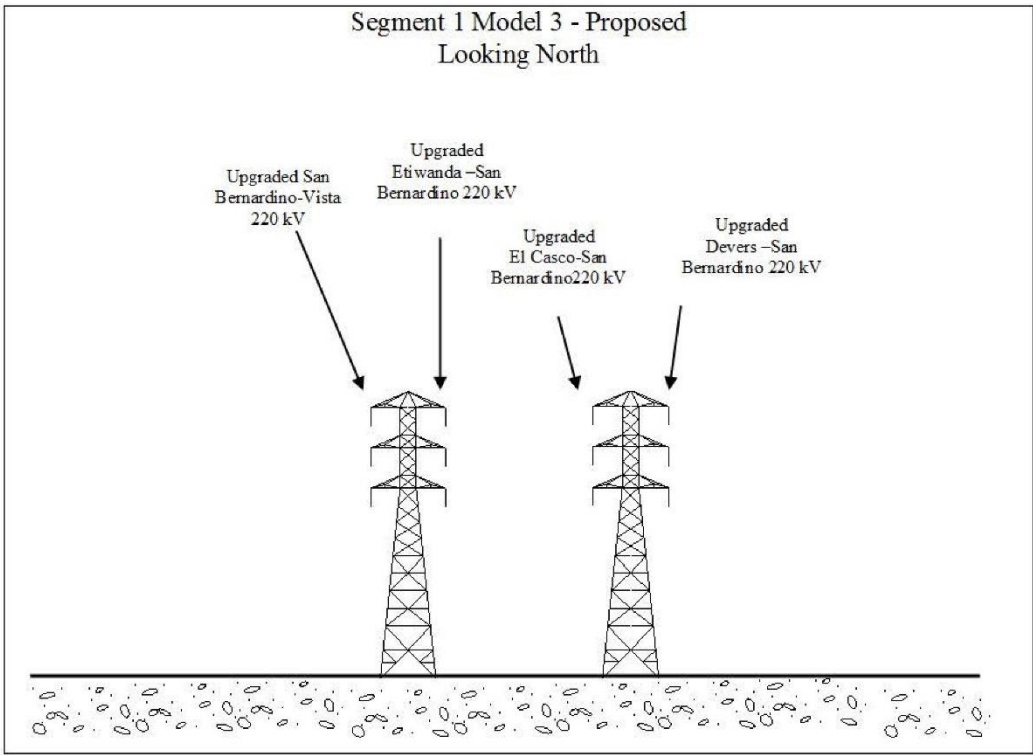 Segment 1 Model 3 - Proposed
Looking North
Upgraded San
Bernardino-Vista
220 kV
Upgraded
Etiwanda –San
Bernardino 220 kV
Upgraded
El Casco-San
Bernardino220 kV
Upgraded
Devers –San
Bernardino 220 kV